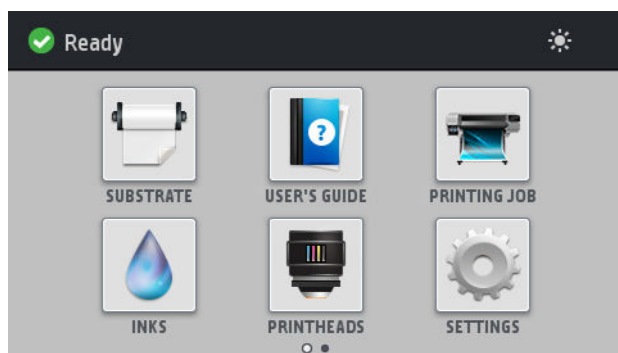 Ready
SUBSTRATE USER'S GUIDE PRINTING JOB
?
INKS PRINTHEADS SETTINGS